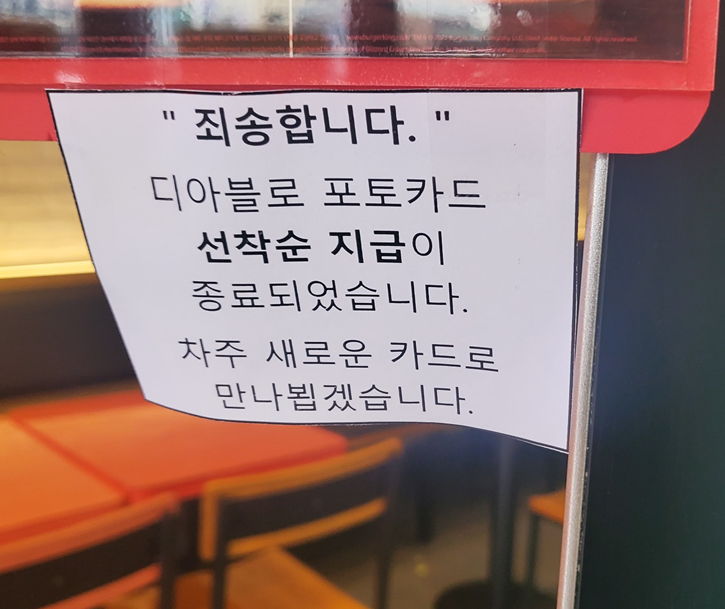 " 죄송합니다. "
디아블로 포토카드
선착순 지급이
종료되었습니다.
차주 새로운 카드로
만나뵙겠습니다.